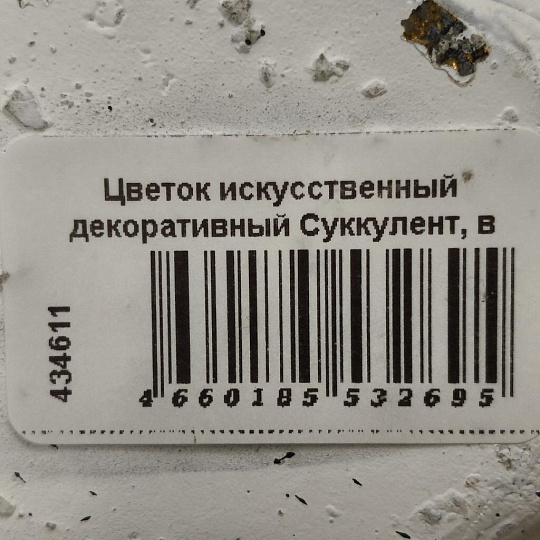 Цветок искусственный
декоративный Суккулент, в
434611
4 660185 532695